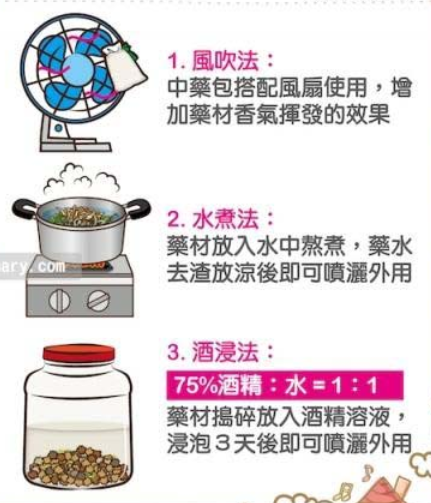 1. 風吹法：
中藥包搭配風扇使用，增
加藥材香氣揮發的效果
ary.com
2. 水煮法：
藥材放入水中熬煮，藥水
去渣放涼後即可噴灑外用
3. 酒浸法：
75%酒精：水=1：1
藥材搗碎放入酒精溶液，
浸泡3天後即可噴灑外用